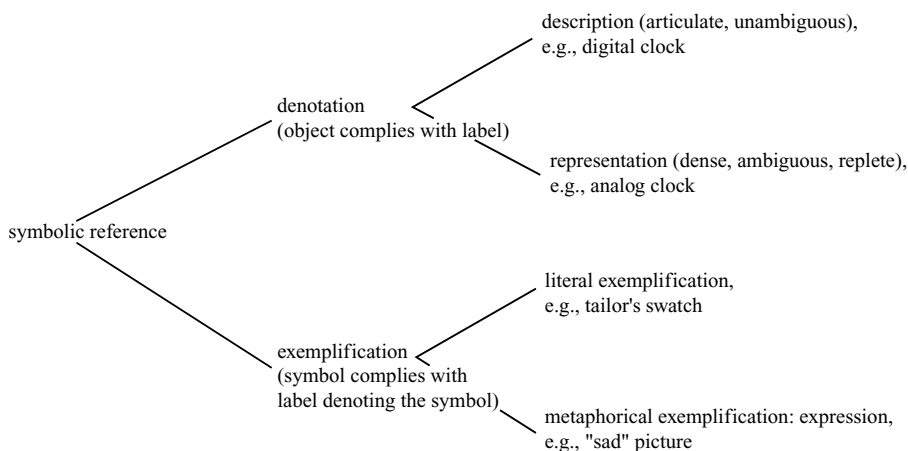 description (articulate, unambiguous),
e.g., digital clock
denotation
(object complies with label)
representation (dense, ambiguous, replete),
e.g., analog clock
symbolic reference
literal exemplification,
e.g., tailor's swatch
exemplification
(symbol complies with
label denoting the symbol)
metaphorical exemplification: expression,
e.g., "sad" picture